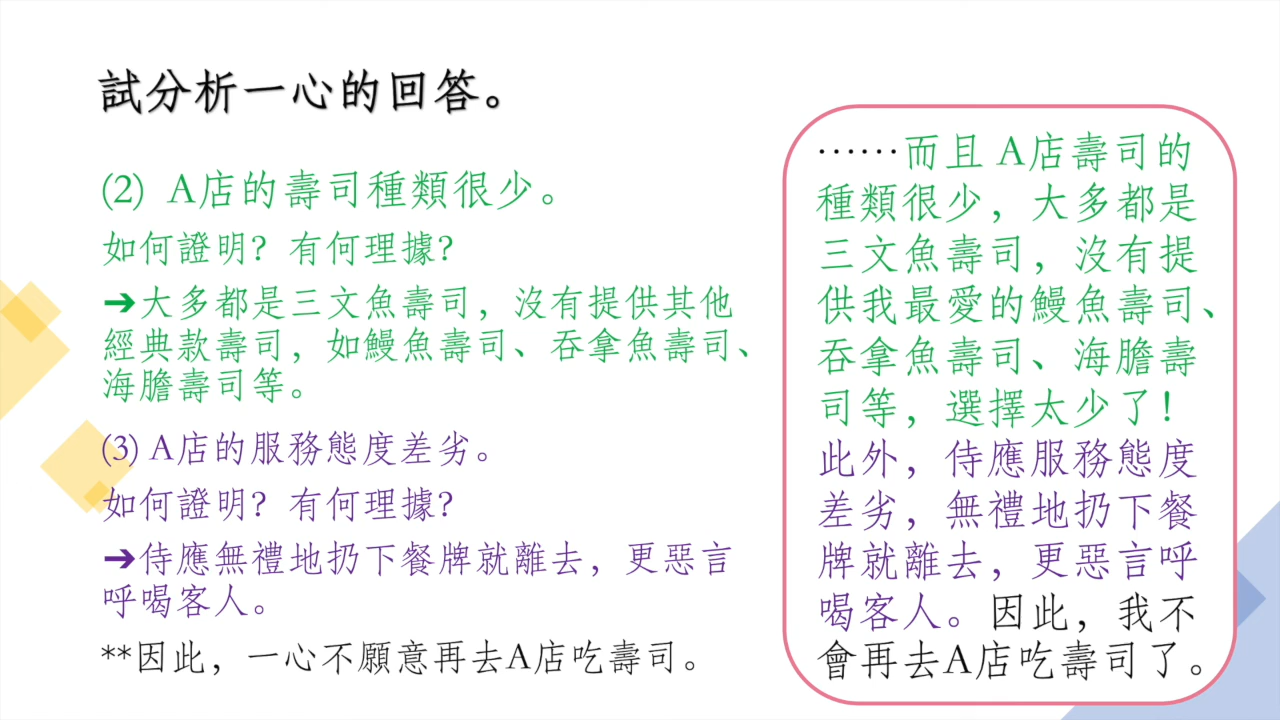 試分析一心的回答。
(2) A店的壽司種類很少。
如何證明？有何理據？
➔大多都是三文魚壽司，沒有提供其他
經典款壽司，如鰻魚壽司、吞拿魚壽司、
海膽壽司等。
(3) A店的服務態度差劣。
如何證明？有何理據？
➔侍應無禮地扔下餐牌就離去，更惡言
呼喝客人。
**因此，一心不願意再去A店吃壽司。
……而且 A店壽司的
種類很少，大多都是
三文魚壽司，沒有提
供我最愛的鰻魚壽司、
吞拿魚壽司、海膽壽
司等，選擇太少了！
此外，侍應服務態度
差劣，無禮地扔下餐
牌就離去，更惡言呼
喝客人。因此，我不
會再去A店吃壽司了。